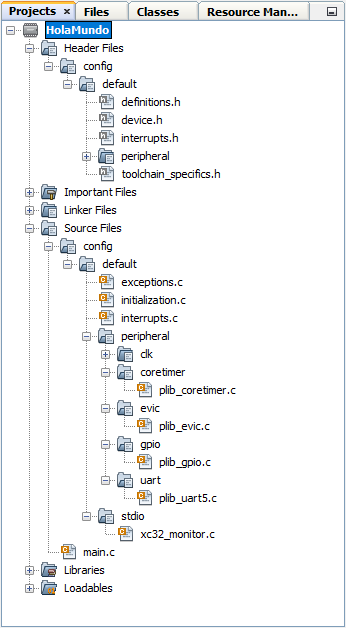 Projects × Files Classes Resource Man...
HolaMundo
Header Files
config
default
definitions.h
device.h
interrupts.h
peripheral
toolchain_specifics.h
Important Files
Linker Files
Source Files
config
default
exceptions.c
initialization.c
interrupts.c
peripheral
clk
coretimer
plib_coretimer.c
evic
plib_evic.c
gpio
plib_gpio.c
uart
plib_uart5.c
stdio
xc32_monitor.c
main.c
Libraries
Loadables